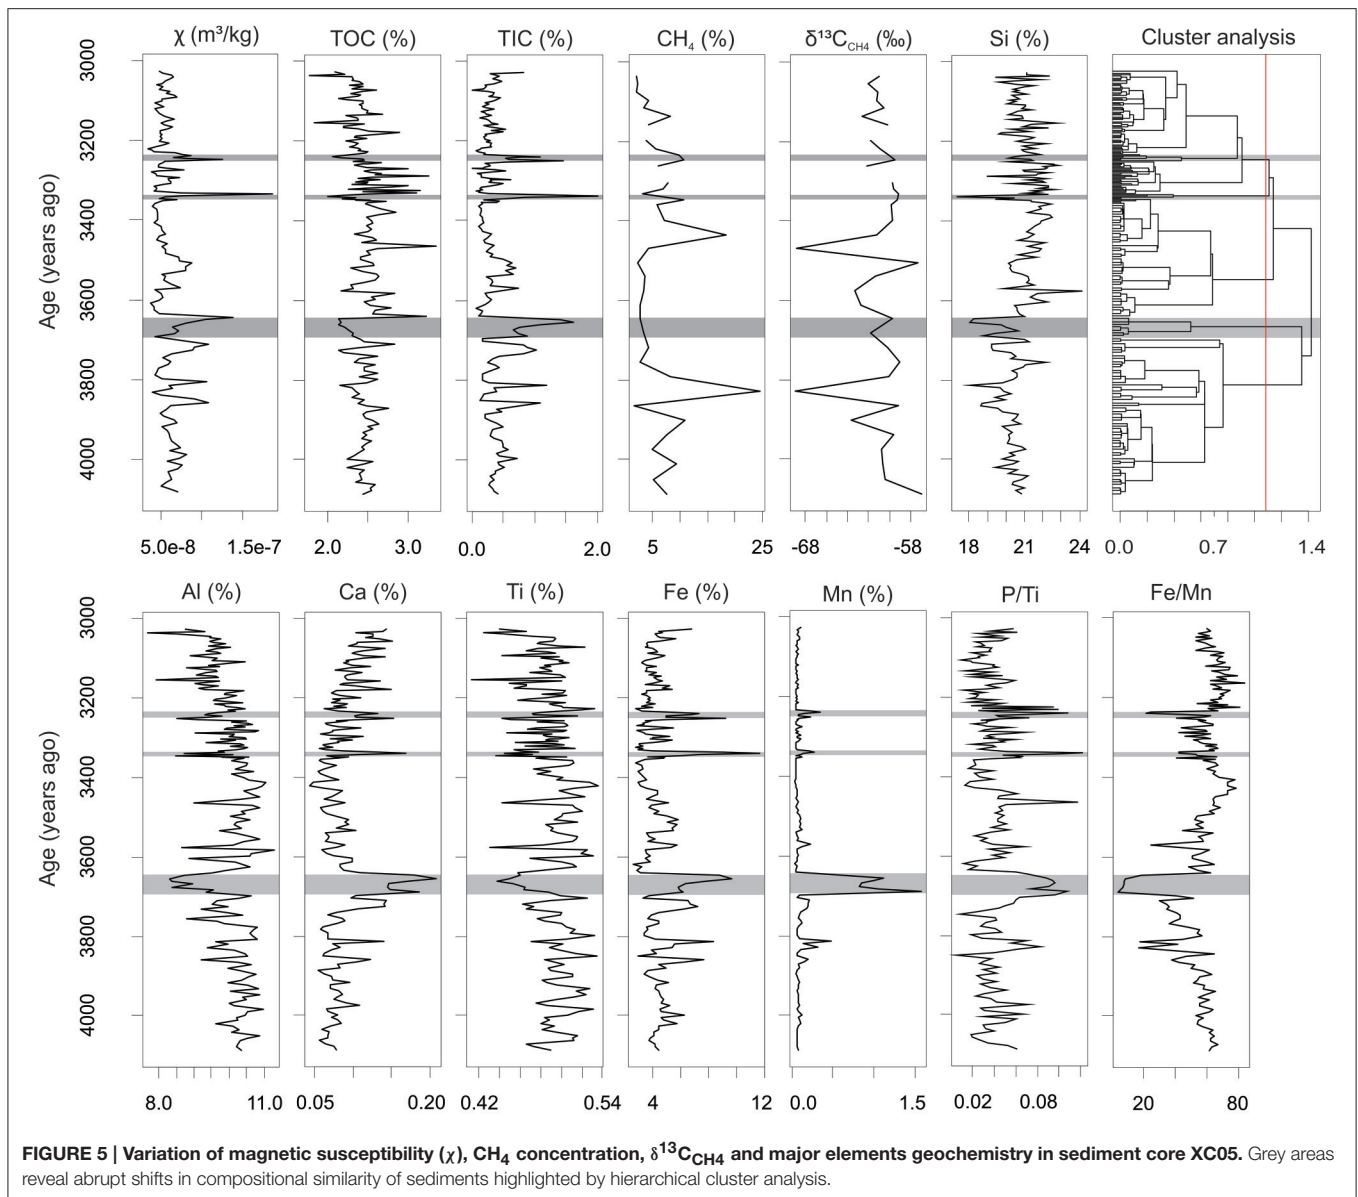 χ (m³/kg) TOC (%) TIC (%) CH₄ (%) δ¹³C_CH4 (‰) Si (%) Cluster analysis
Age (years ago)
3000
3200
3400
3600
3800
4000
5.0e-8 1.5e-7 2.0 3.0 0.0 2.0 5 25 -68 -58 18 21 24 0.0 0.7 1.4
Al (%) Ca (%) Ti (%) Fe (%) Mn (%) P/Ti Fe/Mn
Age (years ago)
3000
3200
3400
3600
3800
4000
8.0 11.0 0.05 0.20 0.42 0.54 4 12 0.0 1.5 0.02 0.08 20 80
FIGURE 5 | Variation of magnetic susceptibility (χ), CH4 concentration, δ13CCH4 and major elements geochemistry in sediment core XC05. Grey areas
reveal abrupt shifts in compositional similarity of sediments highlighted by hierarchical cluster analysis.